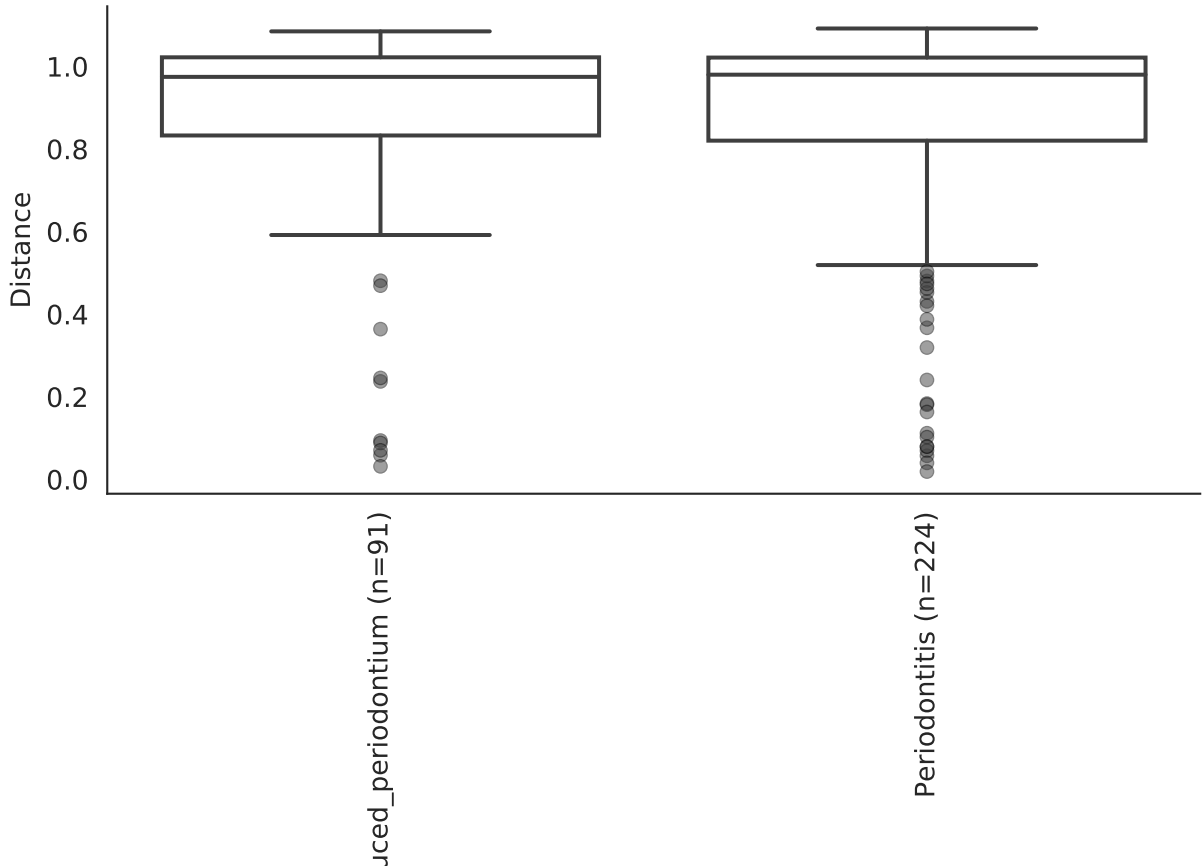 Distance
1.0
0.8
0.6
0.4
0.2
0.0
uced_periodontium (n=91)
Periodontitis (n=224)